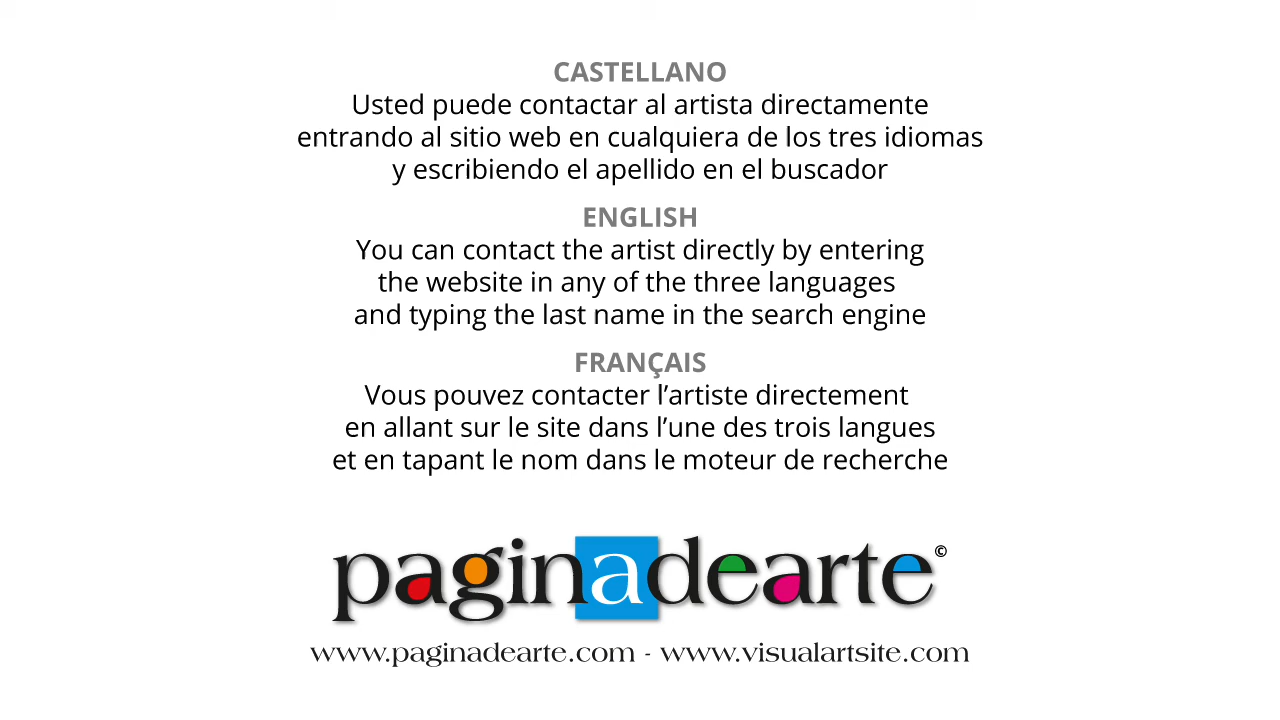 CASTELLANO
Usted puede contactar al artista directamente
entrando al sitio web en cualquiera de los tres idiomas
y escribiendo el apellido en el buscador
ENGLISH
You can contact the artist directly by entering
the website in any of the three languages
and typing the last name in the search engine
FRANÇAIS
Vous pouvez contacter l’artiste directement
en allant sur le site dans l’une des trois langues
et en tapant le nom dans le moteur de recherche
paginadearte©
www.paginadearte.com - www.visualartsite.com